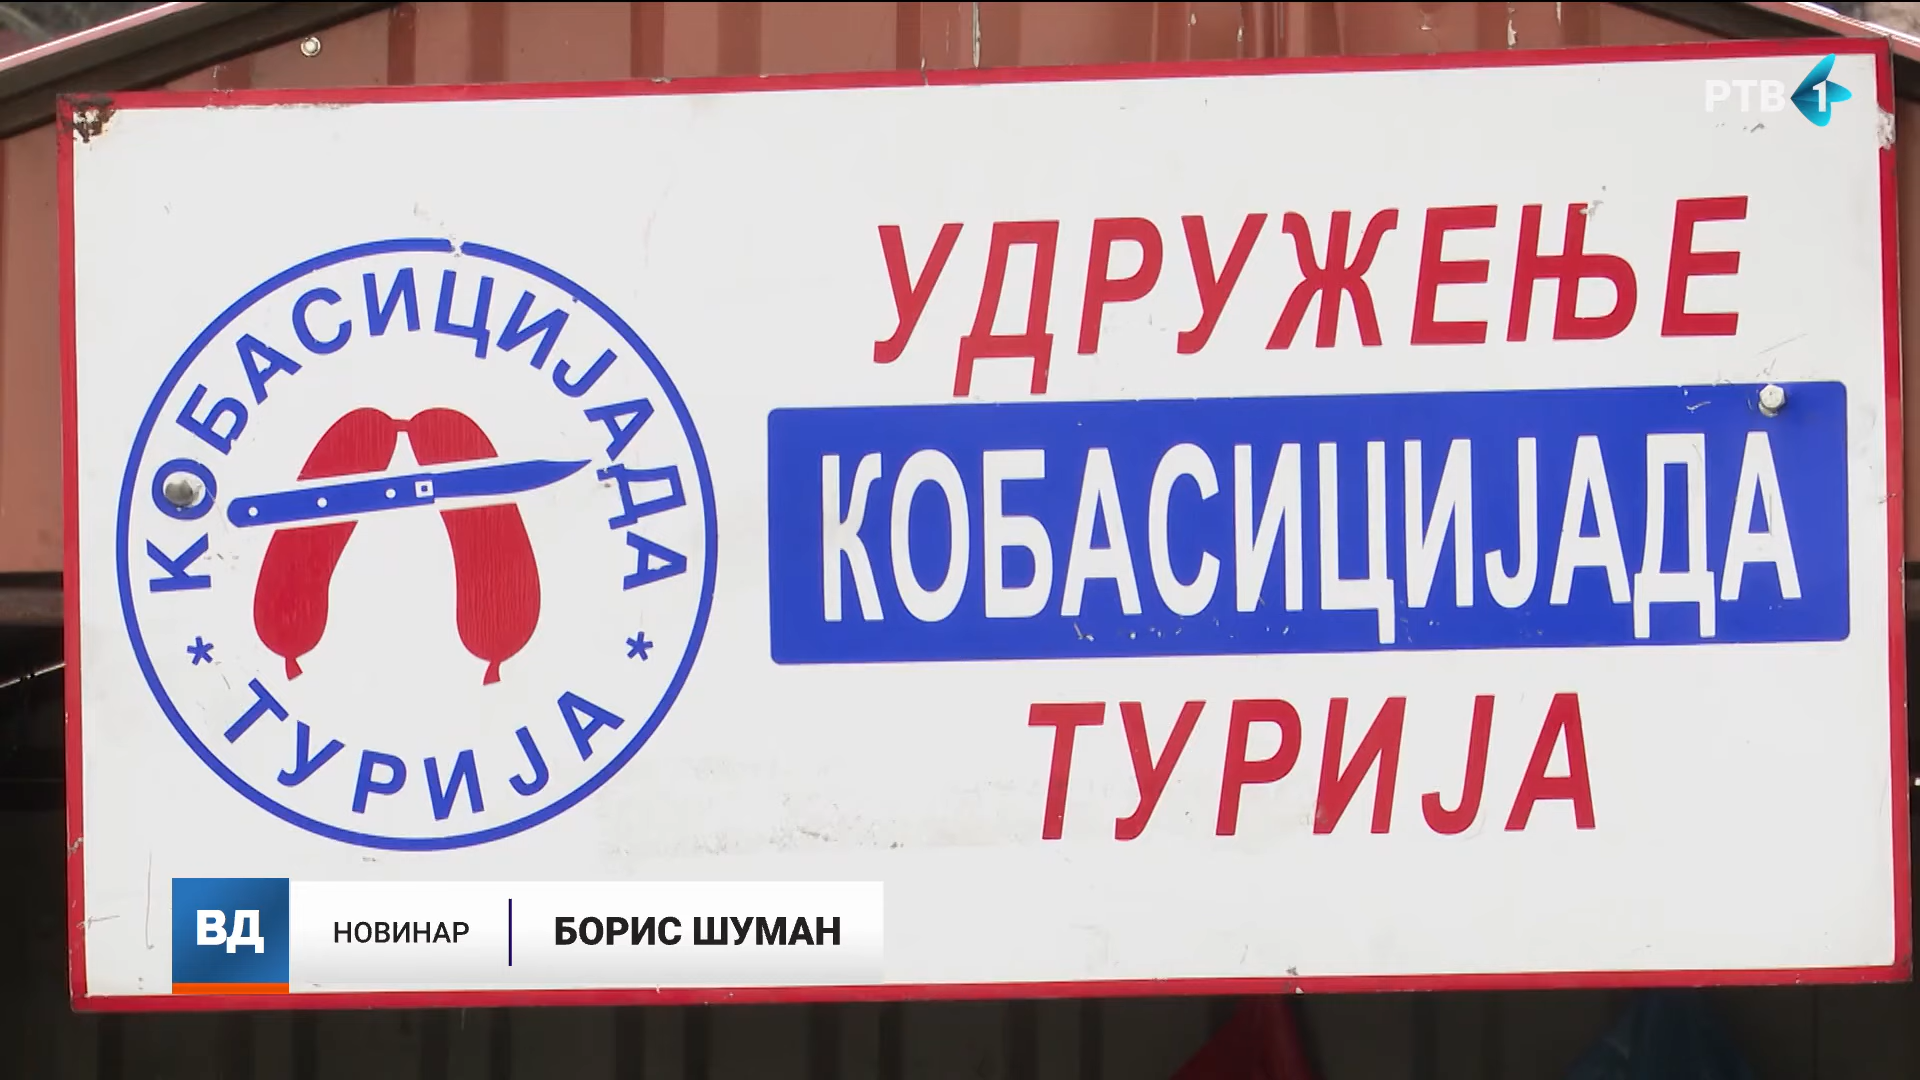 РТВ 1
КОБАСИЦИЈАДА
* ТУРИЈА *
УДРУЖЕЊЕ
КОБАСИЦИЈАДА
ТУРИЈА
ВД НОВИНАР БОРИС ШУМАН